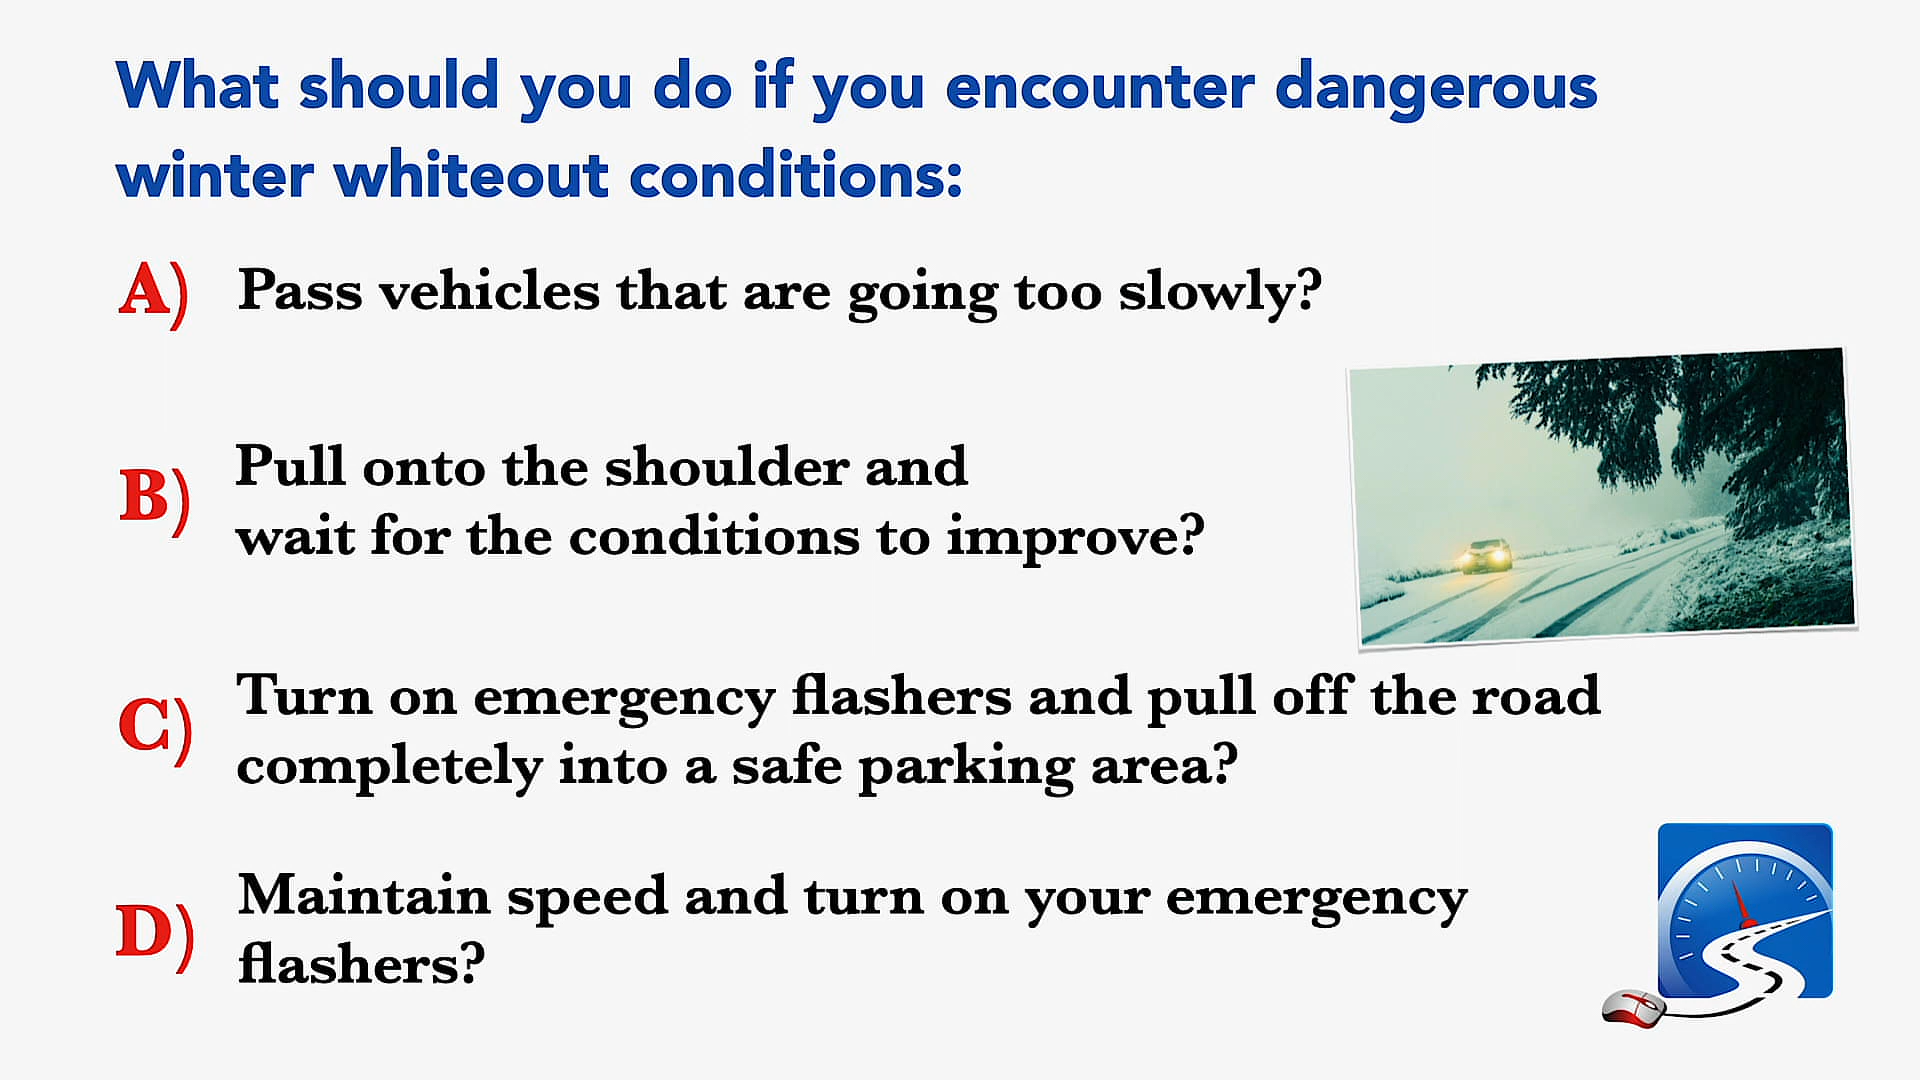 What should you do if you encounter dangerous
winter whiteout conditions:
A) Pass vehicles that are going too slowly?
B) Pull onto the shoulder and
wait for the conditions to improve?
C) Turn on emergency flashers and pull off the road
completely into a safe parking area?
D) Maintain speed and turn on your emergency
flashers?